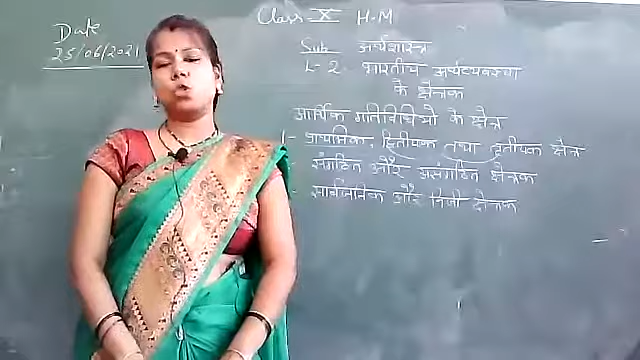 Class X H.M
Date
25/06/2021
Sub अर्थशास्त्र
L-2. भारतीय अर्थव्यवस्था
के क्षेत्रक
आर्थिक गतिविधियों के क्षेत्र
1- प्राथमिक, द्वितीयक तथा तृतीयक क्षेत्र
- संगठित और असंगठित क्षेत्रक
- सार्वजनिक और निजी क्षेत्रक